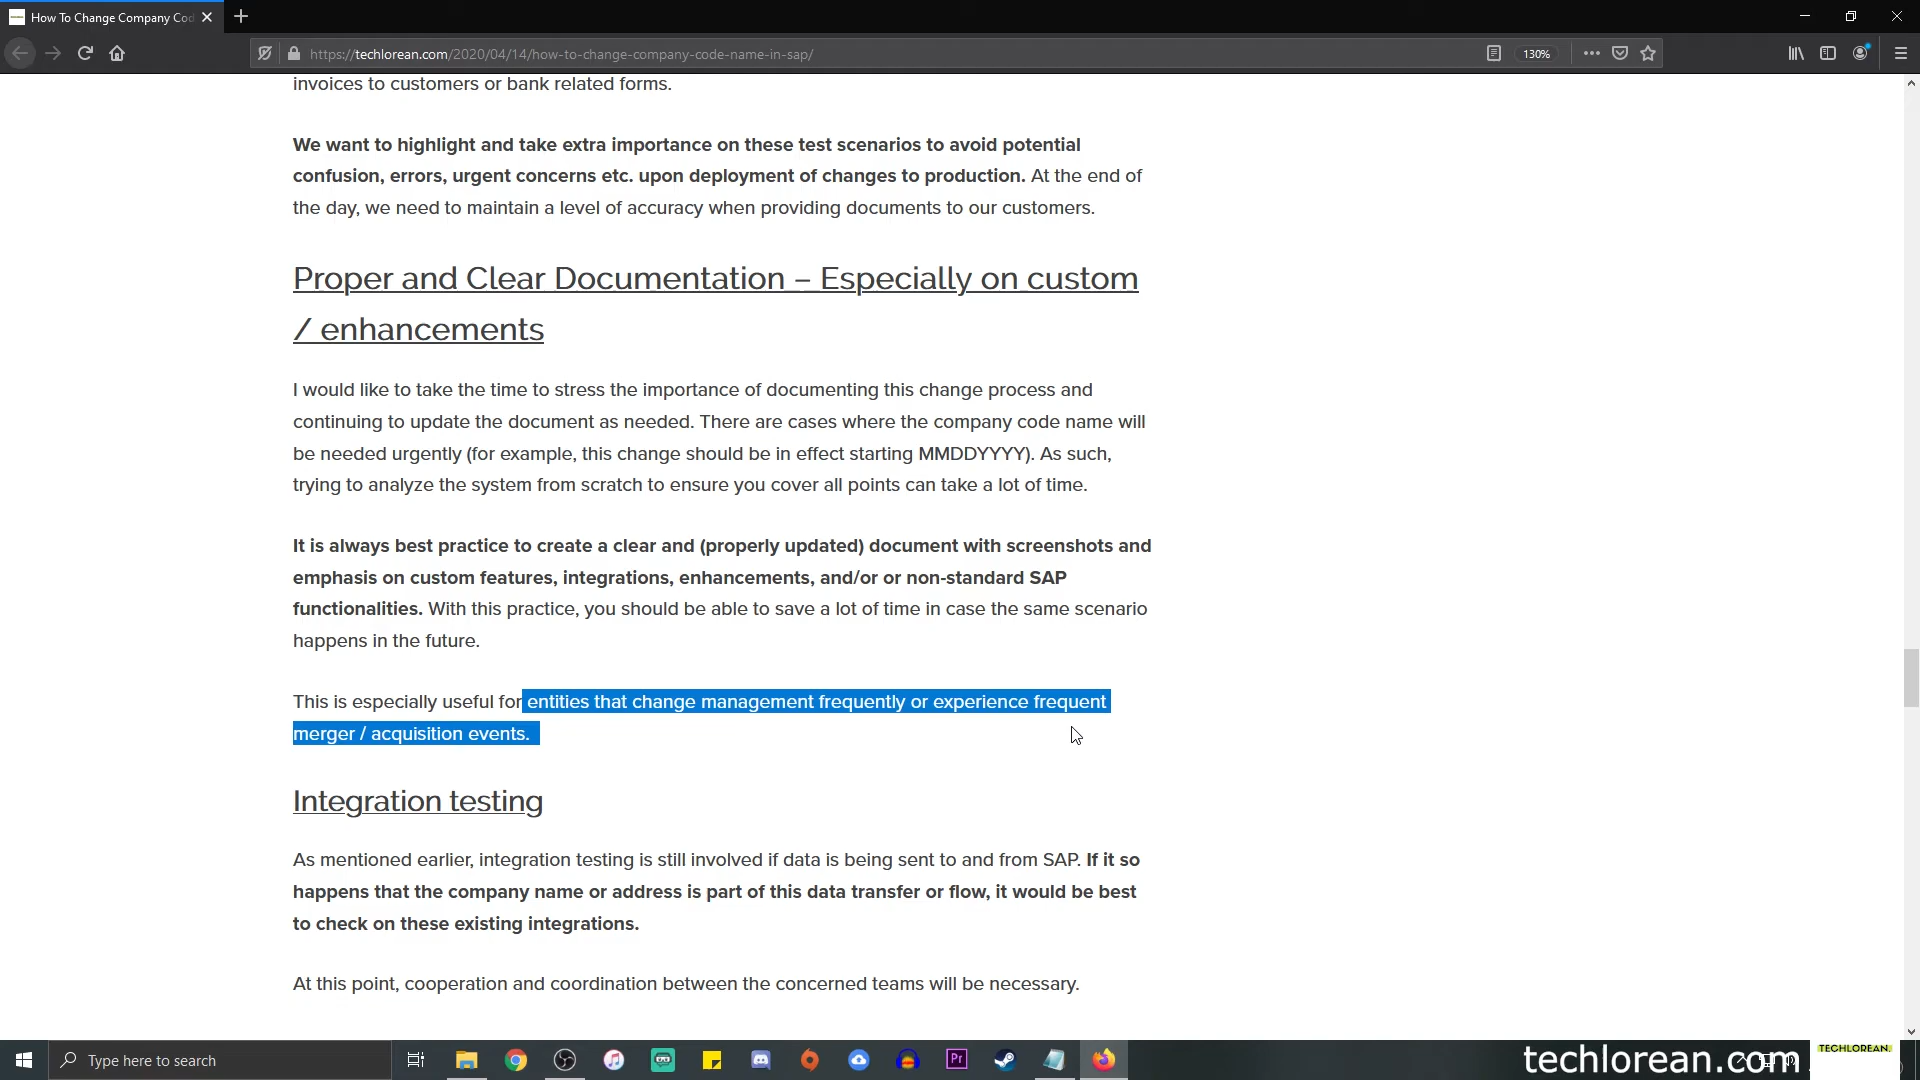 How To Change Company Cod
https://techlorean.com/2020/04/14/how-to-change-company-code-name-in-sap/
130%
invoices to customers or bank related forms.
We want to highlight and take extra importance on these test scenarios to avoid potential
confusion, errors, urgent concerns etc. upon deployment of changes to production. At the end of
the day, we need to maintain a level of accuracy when providing documents to our customers.
Proper and Clear Documentation – Especially on custom
/ enhancements
I would like to take the time to stress the importance of documenting this change process and
continuing to update the document as needed. There are cases where the company code name will
be needed urgently (for example, this change should be in effect starting MMDDYYYY). As such,
trying to analyze the system from scratch to ensure you cover all points can take a lot of time.
It is always best practice to create a clear and (properly updated) document with screenshots and
emphasis on custom features, integrations, enhancements, and/or or non-standard SAP
functionalities. With this practice, you should be able to save a lot of time in case the same scenario
happens in the future.
This is especially useful for entities that change management frequently or experience frequent
merger / acquisition events.
Integration testing
As mentioned earlier, integration testing is still involved if data is being sent to and from SAP. If it so
happens that the company name or address is part of this data transfer or flow, it would be best
to check on these existing integrations.
At this point, cooperation and coordination between the concerned teams will be necessary.
Type here to search
Pr
techlorean.com
TECHLOREAN.